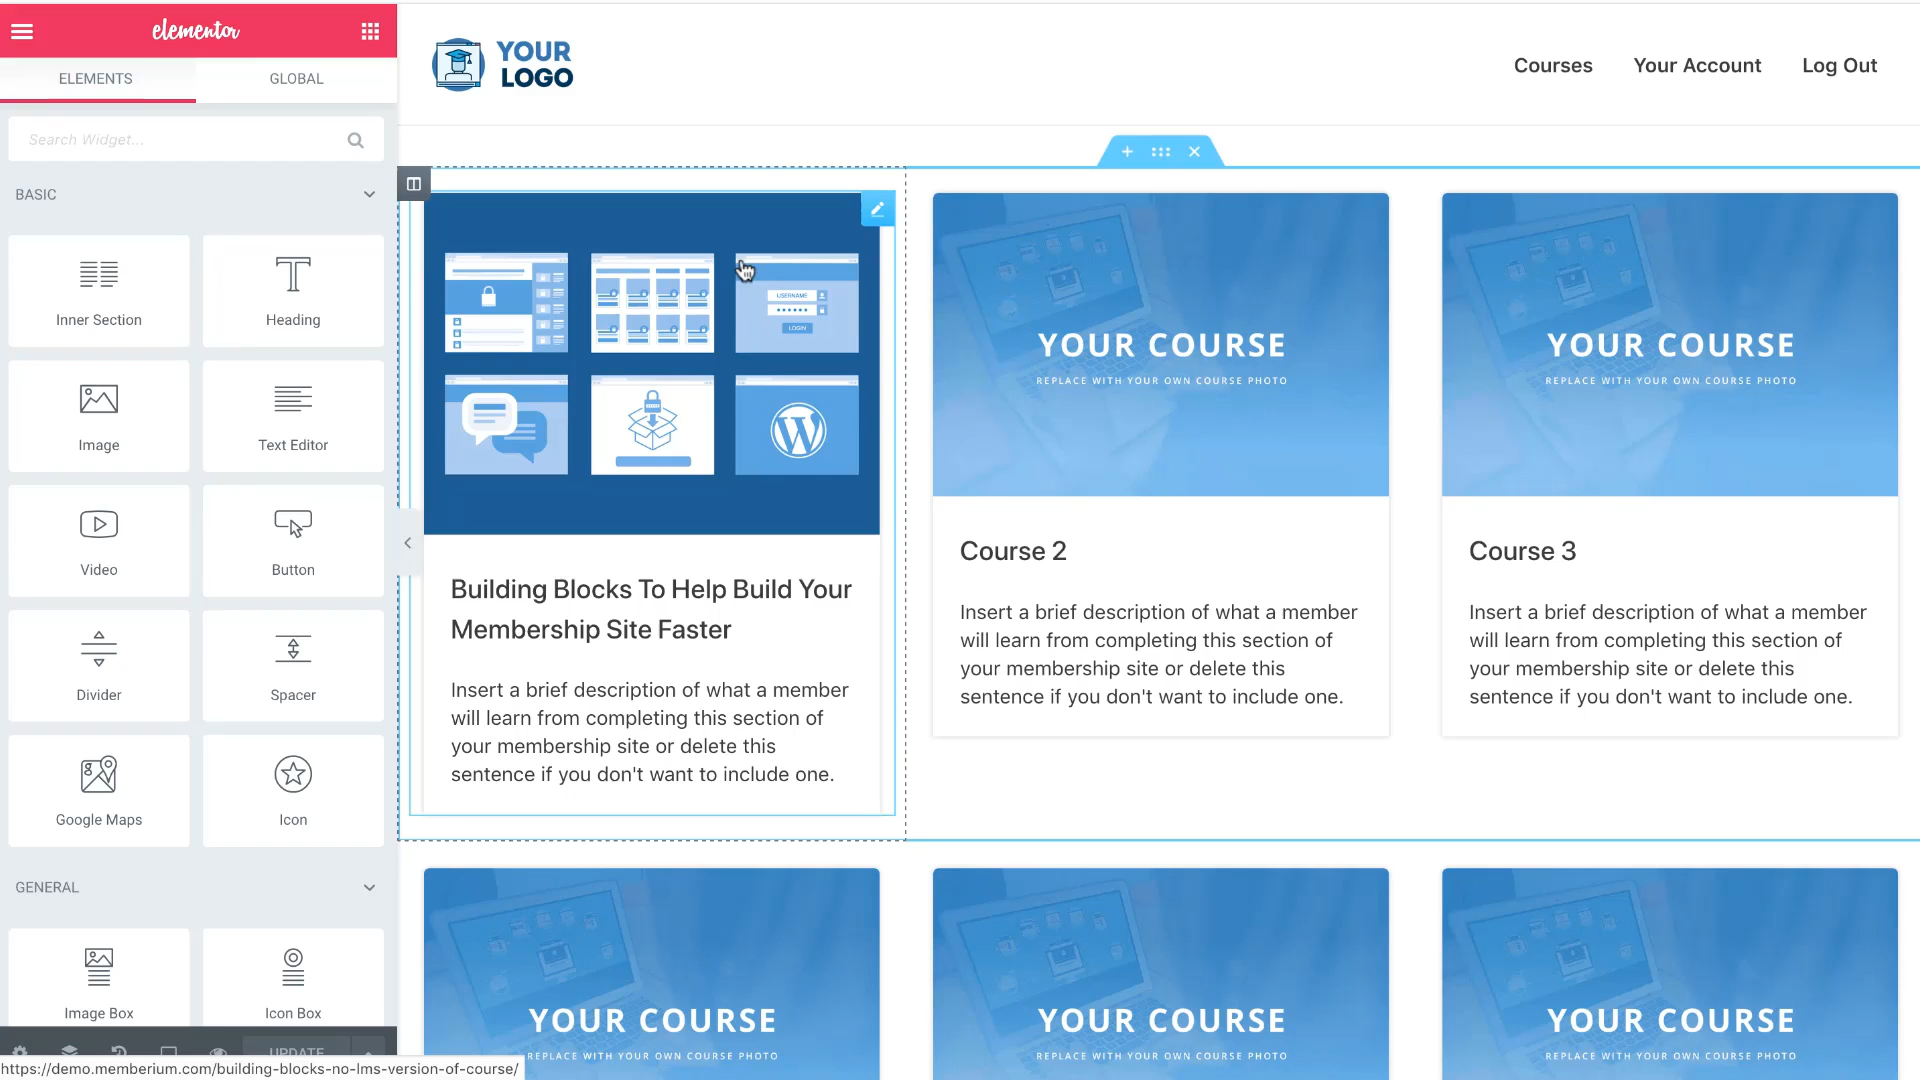 elementor
ELEMENTS
GLOBAL
Search Widget...
BASIC
Inner Section
Heading
Image
Text Editor
Video
Button
Divider
Spacer
Google Maps
Icon
GENERAL
Image Box
Icon Box
UPDATE
https://demo.memberium.com/building-blocks-no-lms-version-of-course/
YOUR
LOGO
Courses
Your Account
Log Out
USERNAME
LOGIN
Building Blocks To Help Build Your
Membership Site Faster
Insert a brief description of what a member
will learn from completing this section of
your membership site or delete this
sentence if you don't want to include one.
YOUR COURSE
REPLACE WITH YOUR OWN COURSE PHOTO
Course 2
Insert a brief description of what a member
will learn from completing this section of
your membership site or delete this
sentence if you don't want to include one.
YOUR COURSE
REPLACE WITH YOUR OWN COURSE PHOTO
Course 3
Insert a brief description of what a member
will learn from completing this section of
your membership site or delete this
sentence if you don't want to include one.
YOUR COURSE
REPLACE WITH YOUR OWN COURSE PHOTO
YOUR COURSE
REPLACE WITH YOUR OWN COURSE PHOTO
YOUR COURSE
REPLACE WITH YOUR OWN COURSE PHOTO